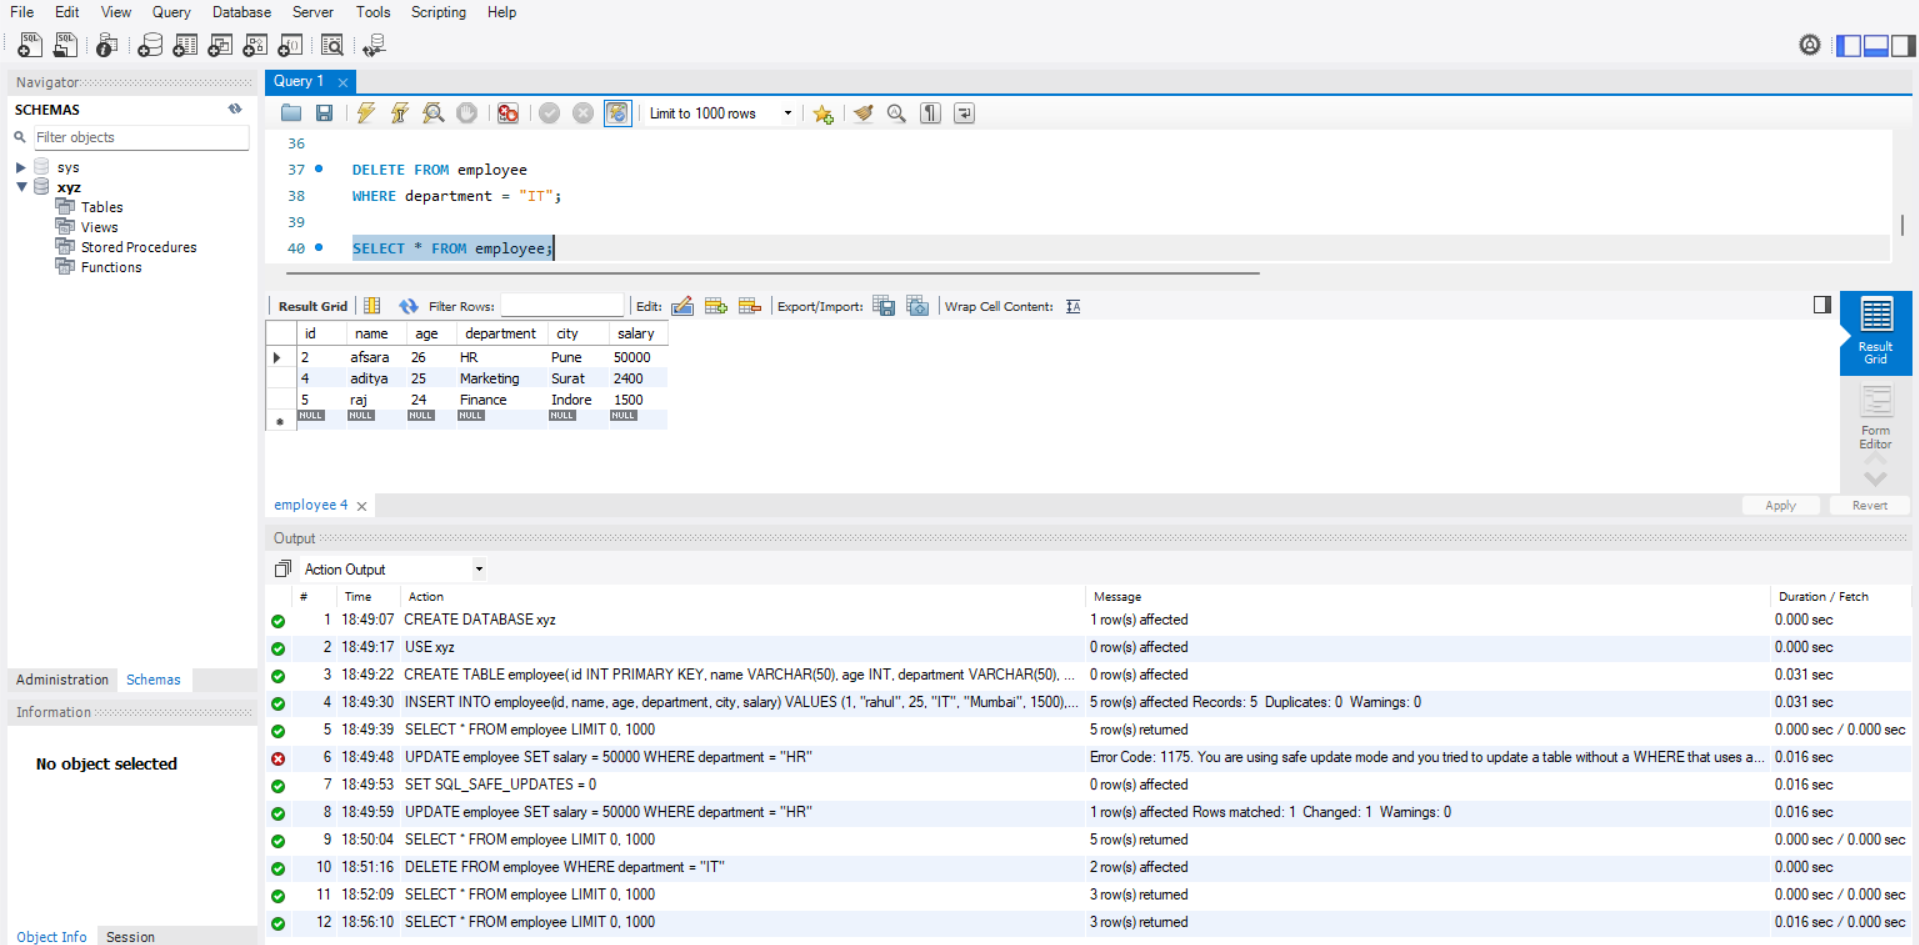 File Edit View Query Database Server Tools Scripting Help
Navigator
SCHEMAS
Filter objects
sys
xyz
Tables
Views
Stored Procedures
Functions
Administration Schemas
Information
No object selected
Object Info Session
Query 1
Limit to 1000 rows
36
37 DELETE FROM employee
38 WHERE department = "IT";
39
40 SELECT * FROM employee;
Result Grid Filter Rows: Edit: Export/Import: Wrap Cell Content:
id name age department city salary
2 afsara 26 HR Pune 50000
4 aditya 25 Marketing Surat 2400
5 raj 24 Finance Indore 1500
NULL NULL NULL NULL NULL NULL
Result
Grid
Form
Editor
employee 4 Apply Revert
Output
Action Output
# Time Action Message Duration / Fetch
1 18:49:07 CREATE DATABASE xyz 1 row(s) affected 0.000 sec
2 18:49:17 USE xyz 0 row(s) affected 0.000 sec
3 18:49:22 CREATE TABLE employee( id INT PRIMARY KEY, name VARCHAR(50), age INT, department VARCHAR(50), ... 0 row(s) affected 0.031 sec
4 18:49:30 INSERT INTO employee(id, name, age, department, city, salary) VALUES (1, "rahul", 25, "IT", "Mumbai", 1500),... 5 row(s) affected Records: 5 Duplicates: 0 Warnings: 0 0.031 sec
5 18:49:39 SELECT * FROM employee LIMIT 0, 1000 5 row(s) returned 0.000 sec / 0.000 sec
6 18:49:48 UPDATE employee SET salary = 50000 WHERE department = "HR" Error Code: 1175. You are using safe update mode and you tried to update a table without a WHERE that uses a... 0.016 sec
7 18:49:53 SET SQL_SAFE_UPDATES = 0 0 row(s) affected 0.016 sec
8 18:49:59 UPDATE employee SET salary = 50000 WHERE department = "HR" 1 row(s) affected Rows matched: 1 Changed: 1 Warnings: 0 0.016 sec
9 18:50:04 SELECT * FROM employee LIMIT 0, 1000 5 row(s) returned 0.000 sec / 0.000 sec
10 18:51:16 DELETE FROM employee WHERE department = "IT" 2 row(s) affected 0.000 sec
11 18:52:09 SELECT * FROM employee LIMIT 0, 1000 3 row(s) returned 0.000 sec / 0.000 sec
12 18:56:10 SELECT * FROM employee LIMIT 0, 1000 3 row(s) returned 0.016 sec / 0.000 sec